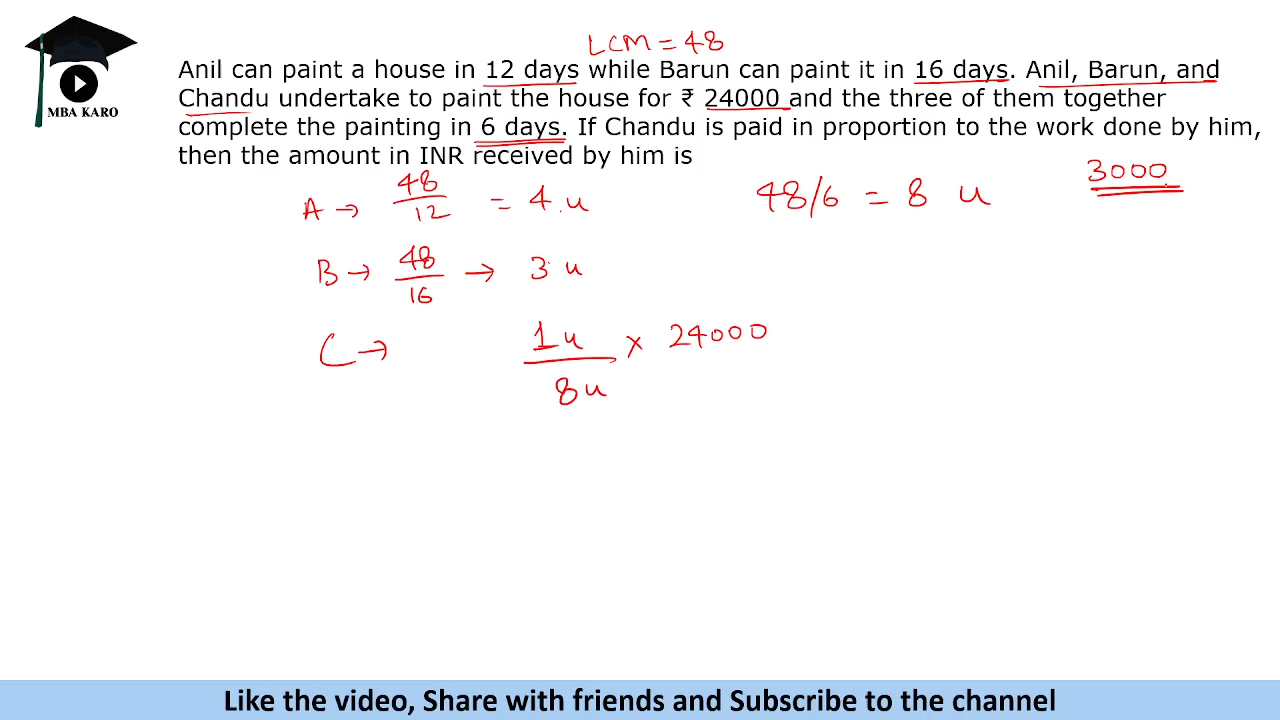 LCM = 48
Anil can paint a house in 12 days while Barun can paint it in 16 days. Anil, Barun, and
Chandu undertake to paint the house for ₹ 24000 and the three of them together
complete the painting in 6 days. If Chandu is paid in proportion to the work done by him,
then the amount in INR received by him is
MBA KARO
3000
A → 48/12 = 4.u
48/6 = 8 u
B → 48/16 → 3u
C → 1u/8u × 24000
Like the video, Share with friends and Subscribe to the channel